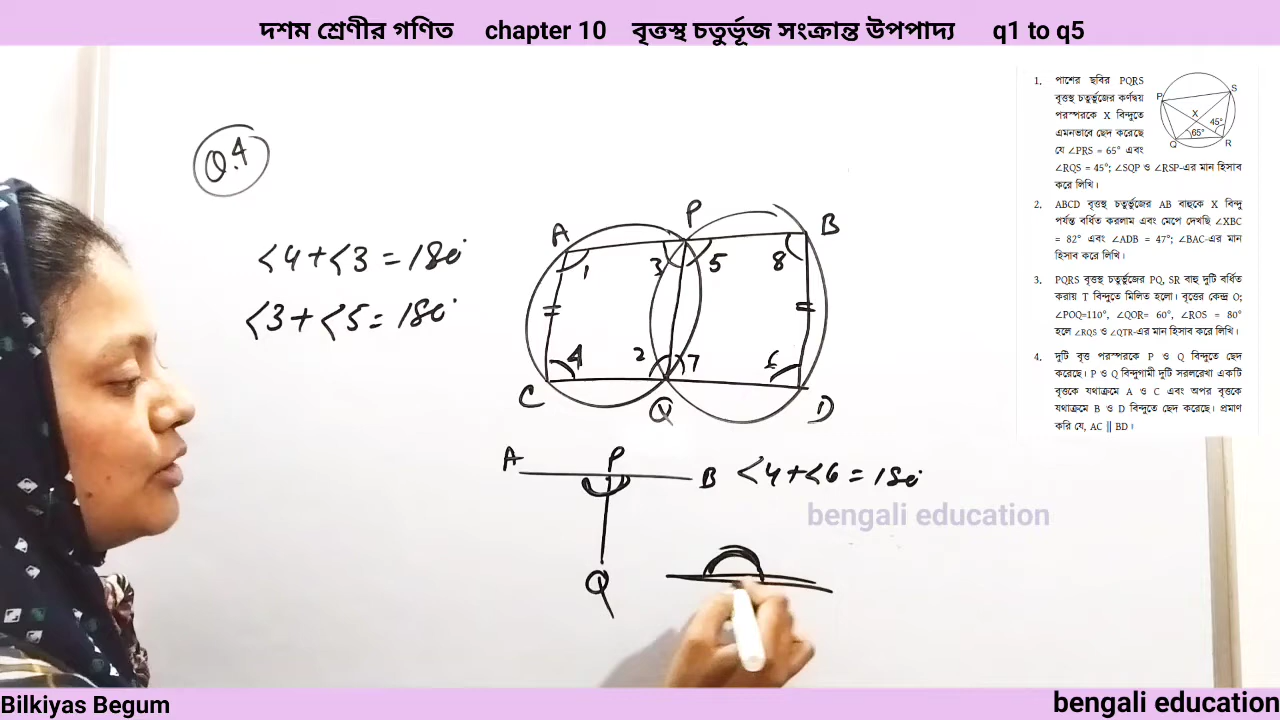 দশম শ্রেণীর গণিত chapter 10 বৃত্তস্থ চতুর্ভূজ সংক্রান্ত উপপাদ্য q1 to q5
Q.4
<4+<3=180°
<3+<5=180°
A P B
1 3 5 8
4 2 7 6
C Q D
A P B <4+<6=180°
Q
1. পাশের ছবির PQRS
বৃত্তস্থ চতুর্ভুজের কর্ণদ্বয়
পরস্পরকে X বিন্দুতে
এমনভাবে ছেদ করেছে
যে ∠PRS = 65° এবং
∠RQS = 45°; ∠SQP ও ∠RSP-এর মান হিসাব
করে লিখি।
P S X 45° 65° Q R
2. ABCD বৃত্তস্থ চতুর্ভুজের AB বাহুকে X বিন্দু
পর্যন্ত বর্ধিত করলাম এবং মেপে দেখছি ∠XBC
= 82° এবং ∠ADB = 47°; ∠BAC-এর মান
হিসাব করে লিখি।
3. PQRS বৃত্তস্থ চতুর্ভুজের PQ, SR বাহু দুটি বর্ধিত
করায় T বিন্দুতে মিলিত হলো। বৃত্তের কেন্দ্র O;
∠POQ=110°, ∠QOR= 60°, ∠ROS = 80°
হলে ∠RQS ও ∠QTR-এর মান হিসাব করে লিখি।
4. দুটি বৃত্ত পরস্পরকে P ও Q বিন্দুতে ছেদ
করেছে। P ও Q বিন্দুগামী দুটি সরলরেখা একটি
বৃত্তকে যথাক্রমে A ও C এবং অপর বৃত্তকে
যথাক্রমে B ও D বিন্দুতে ছেদ করেছে। প্রমাণ
করি যে, AC || BD।
bengali education
Bilkiyas Begum
bengali education